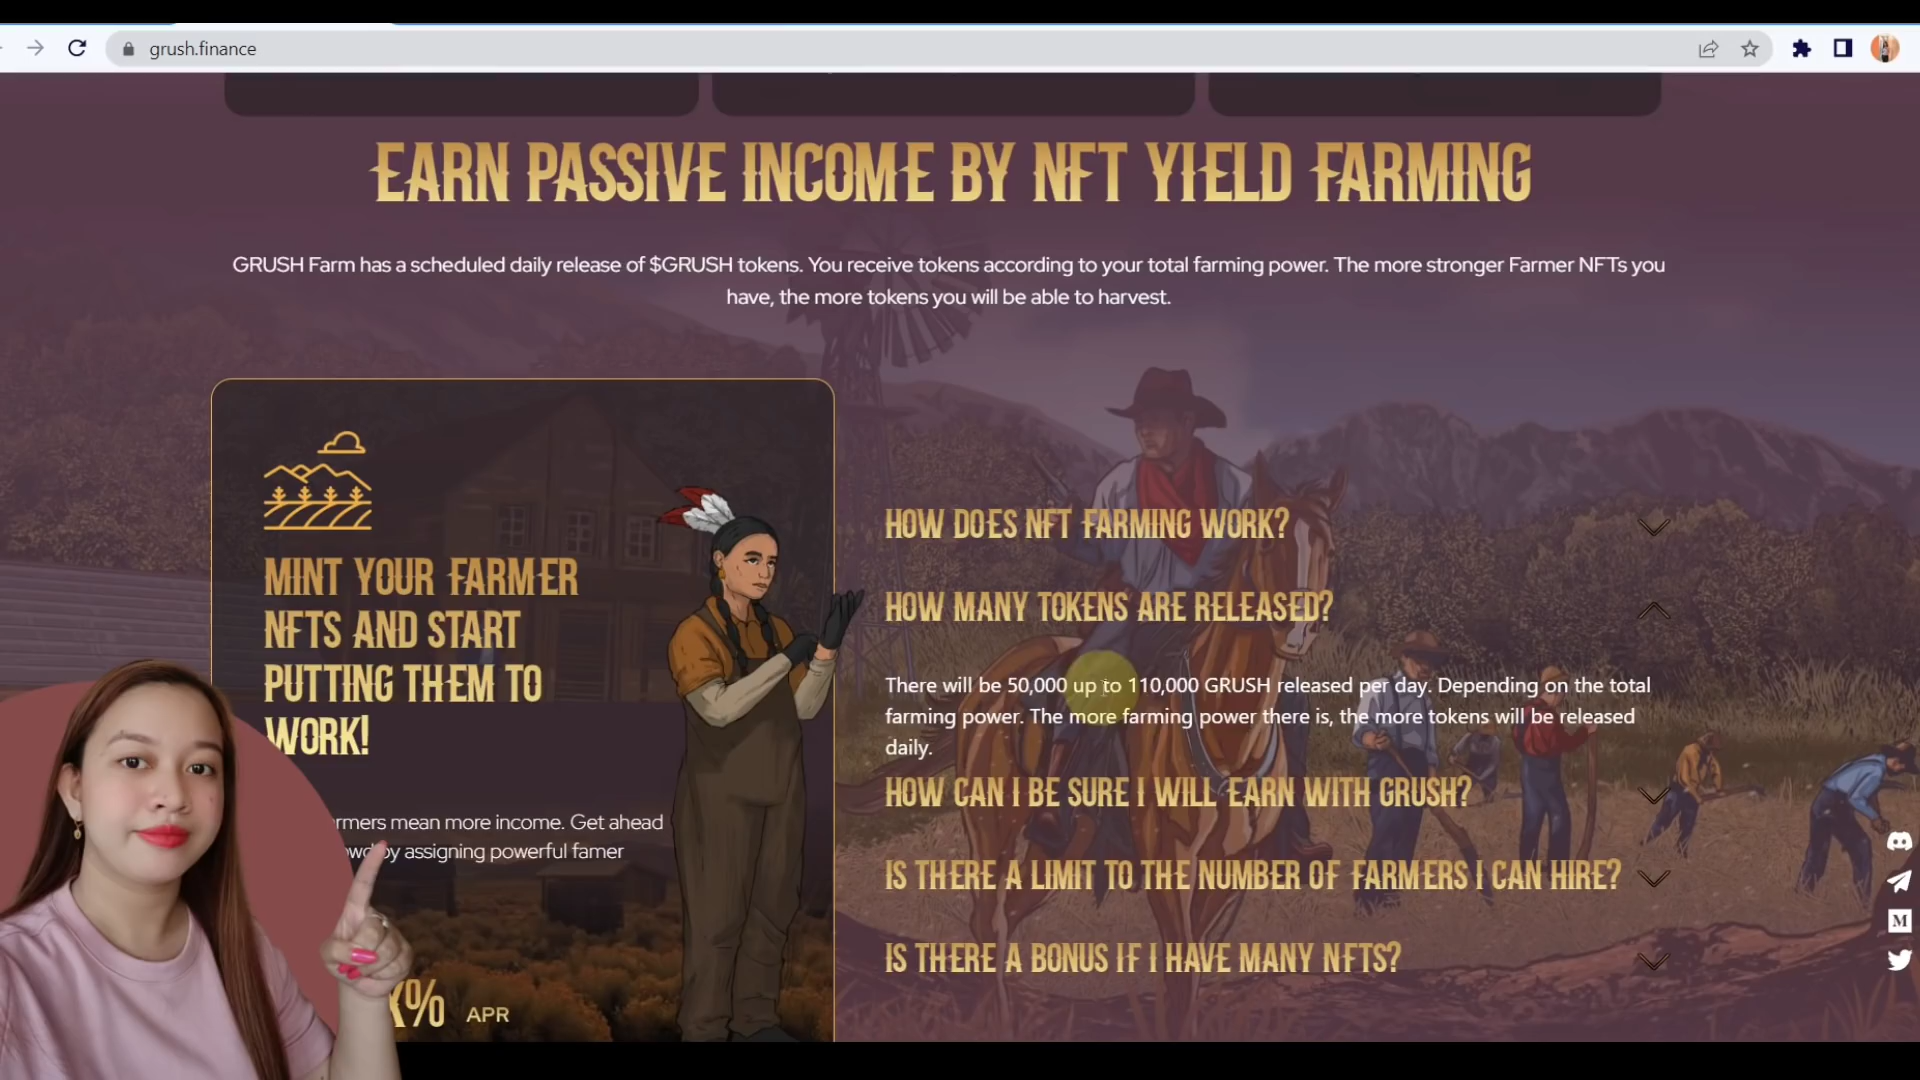 grush.finance
EARN PASSIVE INCOME BY NFT YIELD FARMING
GRUSH Farm has a scheduled daily release of $GRUSH tokens. You receive tokens according to your total farming power. The more stronger Farmer NFTs you
have, the more tokens you will be able to harvest.
MINT YOUR FARMER
NFTS AND START
PUTTING THEM TO
WORK!
mean more income. Get ahead
by assigning powerful famer
APR
HOW DOES NFT FARMING WORK?
HOW MANY TOKENS ARE RELEASED?
There will be 50,000 up to 110,000 GRUSH released per day. Depending on the total
farming power. The more farming power there is, the more tokens will be released
daily.
HOW CAN I BE SURE I WILL EARN WITH GRUSH?
IS THERE A LIMIT TO THE NUMBER OF FARMERS I CAN HIRE?
IS THERE A BONUS IF I HAVE MANY NFTS?
M